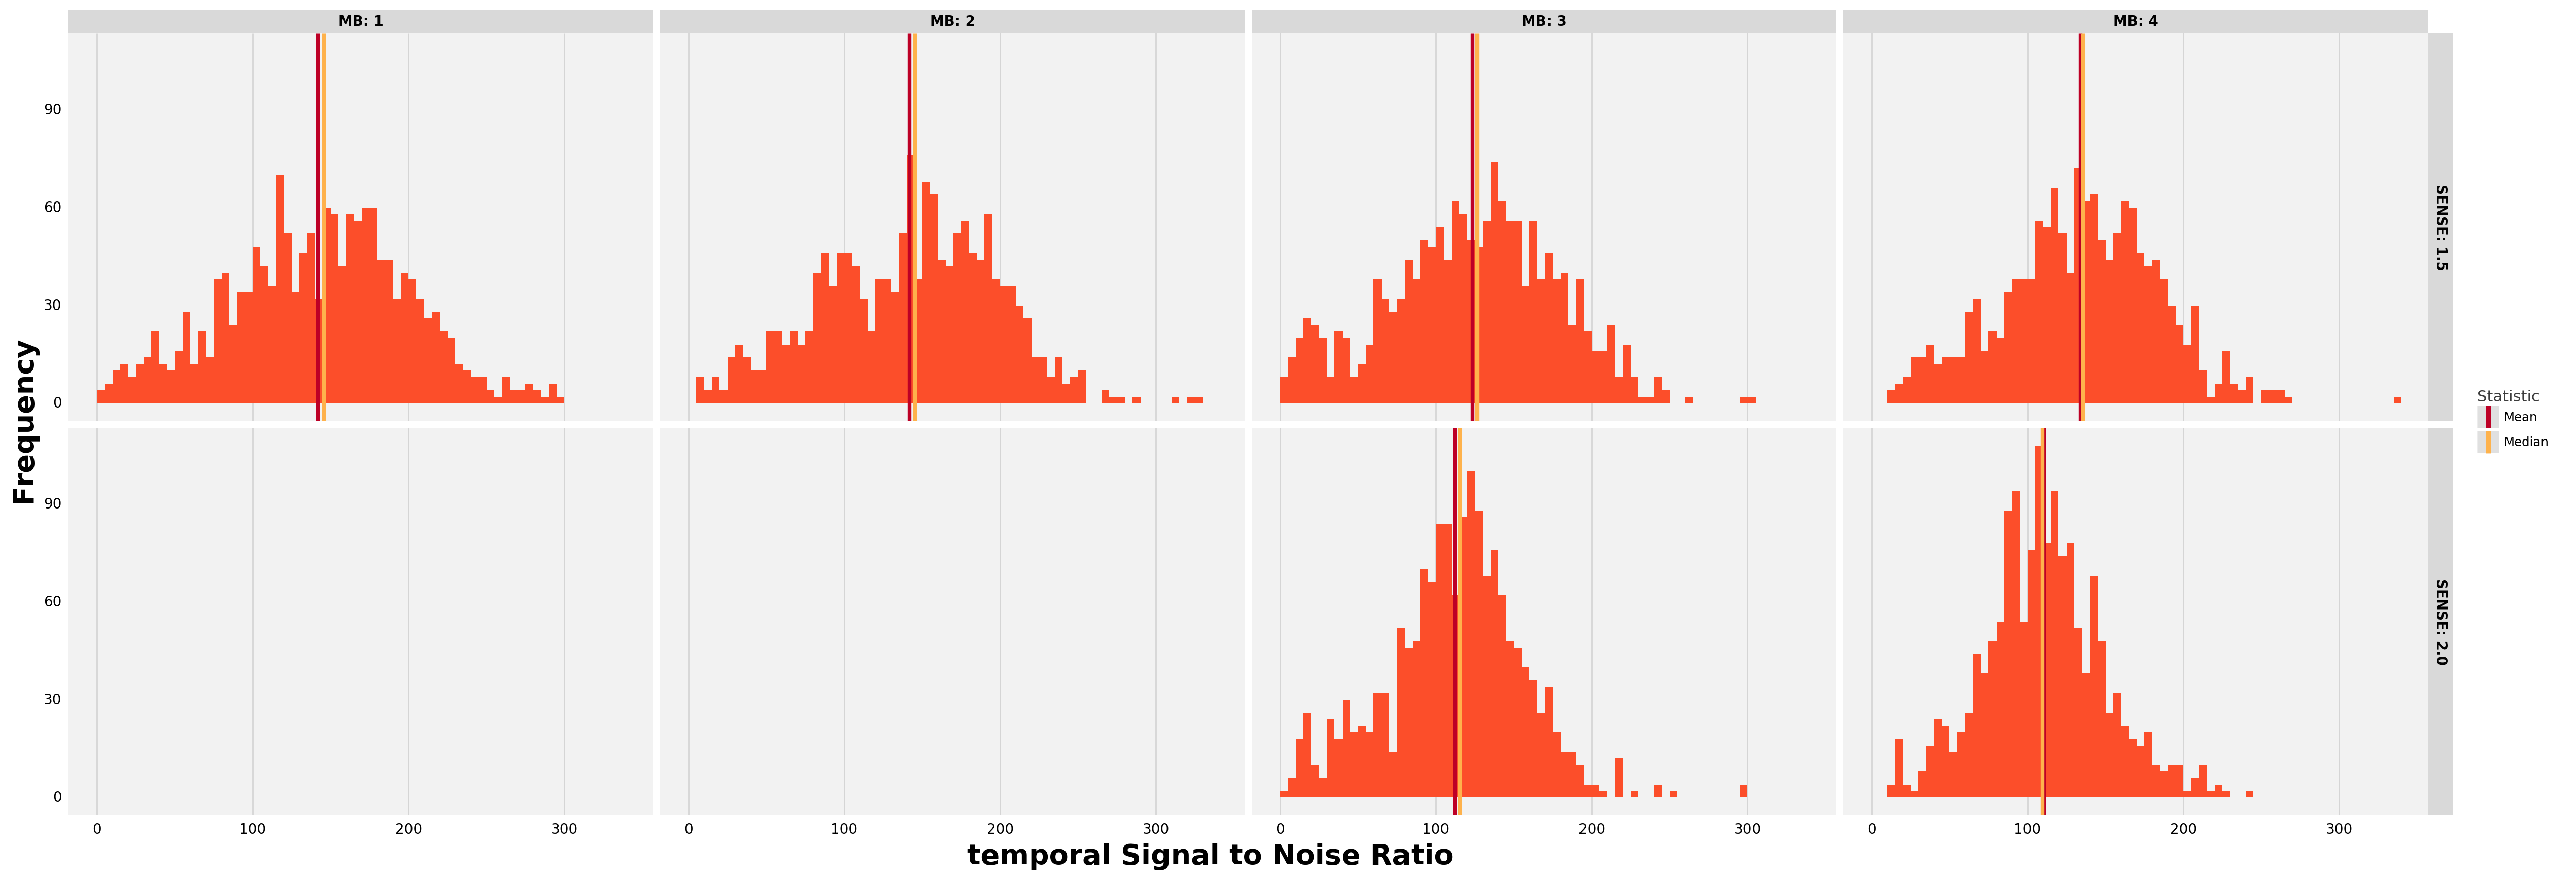 MB: 1
MB: 2
MB: 3
MB: 4
90
60
30
0
SENSE: 1.5
Frequency
90
60
30
0
SENSE: 2.0
Statistic
Mean
Median
0 100 200 300
0 100 200 300
0 100 200 300
0 100 200 300
temporal Signal to Noise Ratio